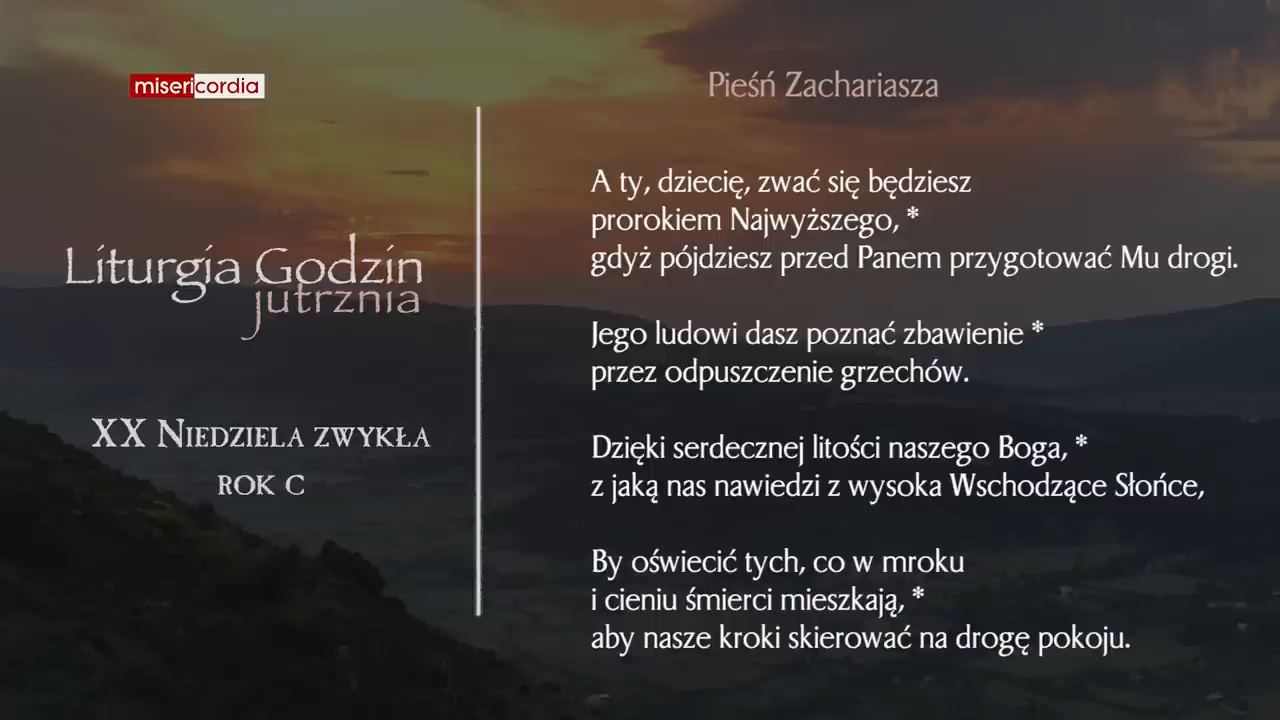 misericordia
Liturgia Godzin
jutrznia
XX Niedziela zwykła
rok C
Pieśń Zachariasza
A ty, dziecię, zwać się będziesz
prorokiem Najwyższego, *
gdyż pójdziesz przed Panem przygotować Mu drogi.
Jego ludowi dasz poznać zbawienie *
przez odpuszczenie grzechów.
Dzięki serdecznej litości naszego Boga, *
z jaką nas nawiedzi z wysoka Wschodzące Słońce,
By oświecić tych, co w mroku
i cieniu śmierci mieszkają, *
aby nasze kroki skierować na drogę pokoju.